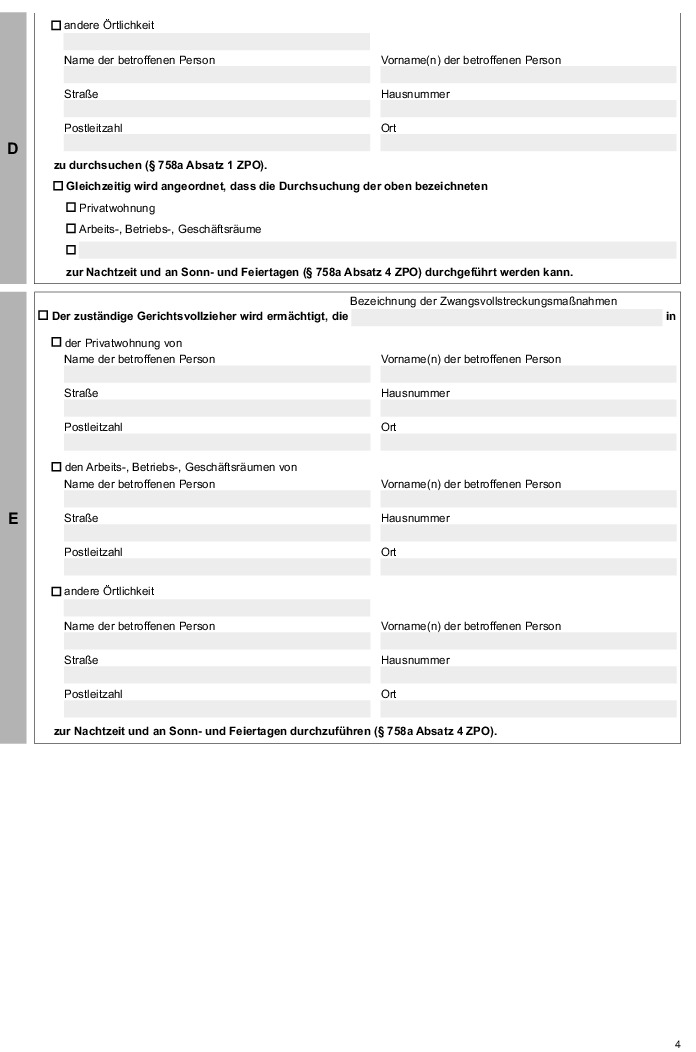 ☐ andere Örtlichkeit
Name der betroffenen Person Vorname(n) der betroffenen Person
Straße Hausnummer
Postleitzahl Ort
D
zu durchsuchen (§ 758a Absatz 1 ZPO).
☐ Gleichzeitig wird angeordnet, dass die Durchsuchung der oben bezeichneten
☐ Privatwohnung
☐ Arbeits-, Betriebs-, Geschäftsräume
☐
zur Nachtzeit und an Sonn- und Feiertagen (§ 758a Absatz 4 ZPO) durchgeführt werden kann.
Bezeichnung der Zwangsvollstreckungsmaßnahmen
☐ Der zuständige Gerichtsvollzieher wird ermächtigt, die in
☐ der Privatwohnung von
Name der betroffenen Person Vorname(n) der betroffenen Person
Straße Hausnummer
Postleitzahl Ort
☐ den Arbeits-, Betriebs-, Geschäftsräumen von
Name der betroffenen Person Vorname(n) der betroffenen Person
E
Straße Hausnummer
Postleitzahl Ort
☐ andere Örtlichkeit
Name der betroffenen Person Vorname(n) der betroffenen Person
Straße Hausnummer
Postleitzahl Ort
zur Nachtzeit und an Sonn- und Feiertagen durchzuführen (§ 758a Absatz 4 ZPO).
4